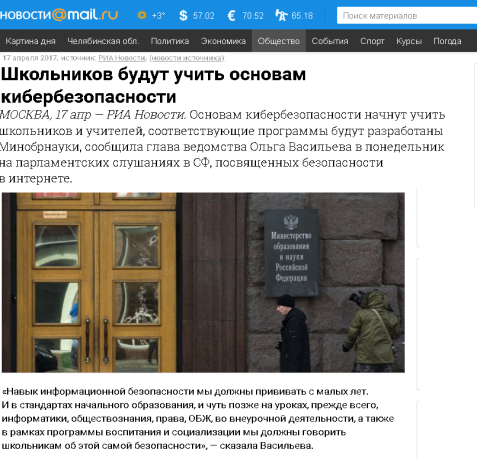 новости@mail.ru +3° $ 57.02 € 70.52 65.18 Поиск материалов
Картина дня Челябинская обл. Политика Экономика Общество События Спорт Курсы Погода
17 апреля 2017, источник: РИА Новости, (новости источника)
Школьников будут учить основам
кибербезопасности
МОСКВА, 17 апр — РИА Новости. Основам кибербезопасности начнут учить
школьников и учителей, соответствующие программы будут разработаны
Минобрнауки, сообщила глава ведомства Ольга Васильева в понедельник
на парламентских слушаниях в СФ, посвященных безопасности
в интернете.
Министерство
образования
и науки
Российской
Федерации
«Навык информационной безопасности мы должны прививать с малых лет.
И в стандартах начального образования, и чуть позже на уроках, прежде всего,
информатики, обществознания, права, ОБЖ, во внеурочной деятельности, а также
в рамках программы воспитания и социализации мы должны говорить
школьникам об этой самой безопасности», — сказала Васильева.